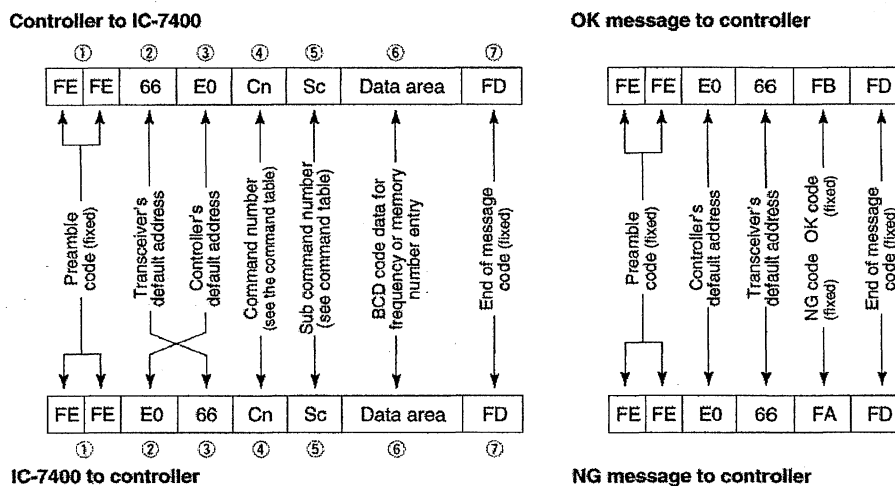 Controller to IC-7400
① ② ③ ④ ⑤ ⑥ ⑦
FE FE 66 E0 Cn Sc Data area FD
Preamble
code (fixed)
Transceiver's
default address
Controller's
default address
Command number
(see the command table)
Sub command number
(see command table)
BCD code data for
frequency or memory
number entry
End of message
code (fixed)
FE FE E0 66 Cn Sc Data area FD
① ② ③ ④ ⑤ ⑥ ⑦
IC-7400 to controller
OK message to controller
FE FE E0 66 FB FD
Preamble
code (fixed)
Controller's
default address
Transceiver's
default address
NG code OK code
(fixed) (fixed)
End of message
code (fixed)
FE FE E0 66 FA FD
NG message to controller